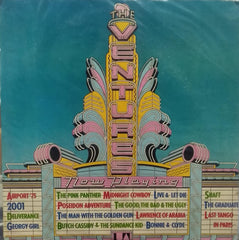 THE
VENTURES
Now Playing
AIRPORT '75
2001
DELIVERANCE
GEORGY GIRL
THE PINK PANTHER MIDNIGHT COWBOY LIVE & LET DIE
POSEIDON ADVENTURE THE GOOD, THE BAD & THE UGLY
THE MAN WITH THE GOLDEN GUN LAWRENCE OF ARABIA
BUTCH CASSIDY & THE SUNDANCE KID BONNIE & CLYDE
SHAFT
THE GRADUATE
LAST TANGO
IN PARIS